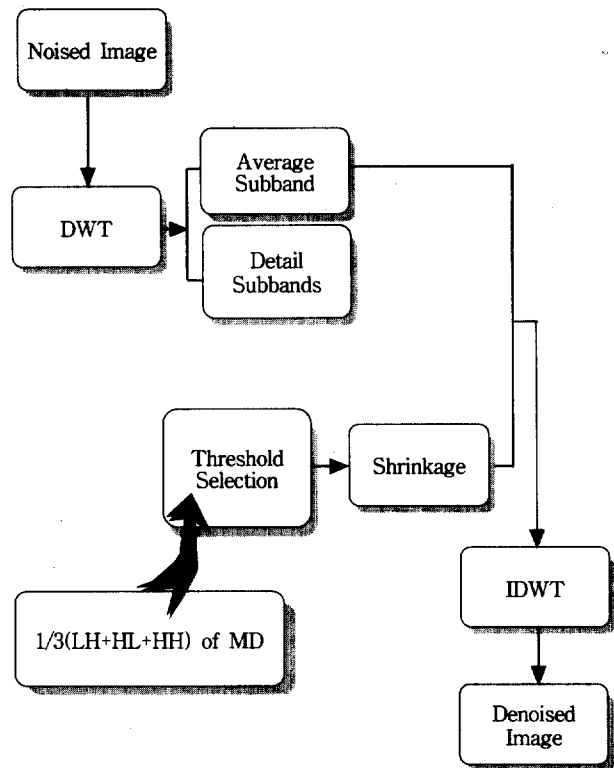 Noised Image
Average
Subband
DWT
Detail
Subbands
Threshold
Selection
Shrinkage
1/3(LH+HL+HH) of MD
IDWT
Denoised
Image